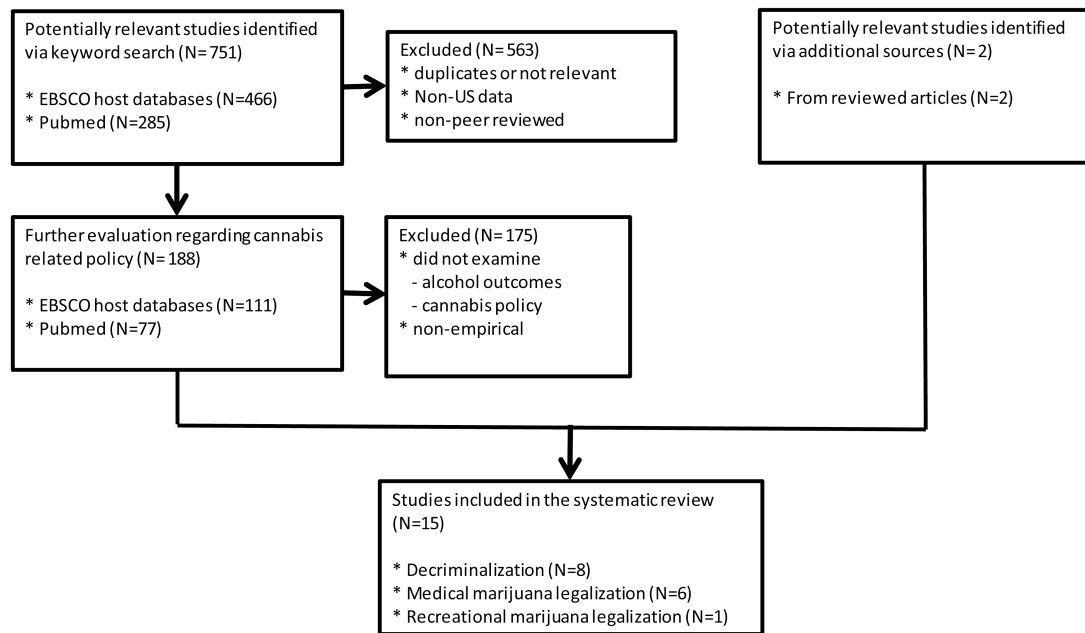 Potentially relevant studies identified
via keyword search (N=751)
* EBSCO host databases (N=466)
* Pubmed (N=285)
Excluded (N=563)
* duplicates or not relevant
* Non-US data
* non-peer reviewed
Potentially relevant studies identified
via additional sources (N=2)
* From reviewed articles (N=2)
Further evaluation regarding cannabis
related policy (N=188)
* EBSCO host databases (N=111)
* Pubmed (N=77)
Excluded (N=175)
* did not examine
- alcohol outcomes
- cannabis policy
* non-empirical
Studies included in the systematic review
(N=15)
* Decriminalization (N=8)
* Medical marijuana legalization (N=6)
* Recreational marijuana legalization (N=1)